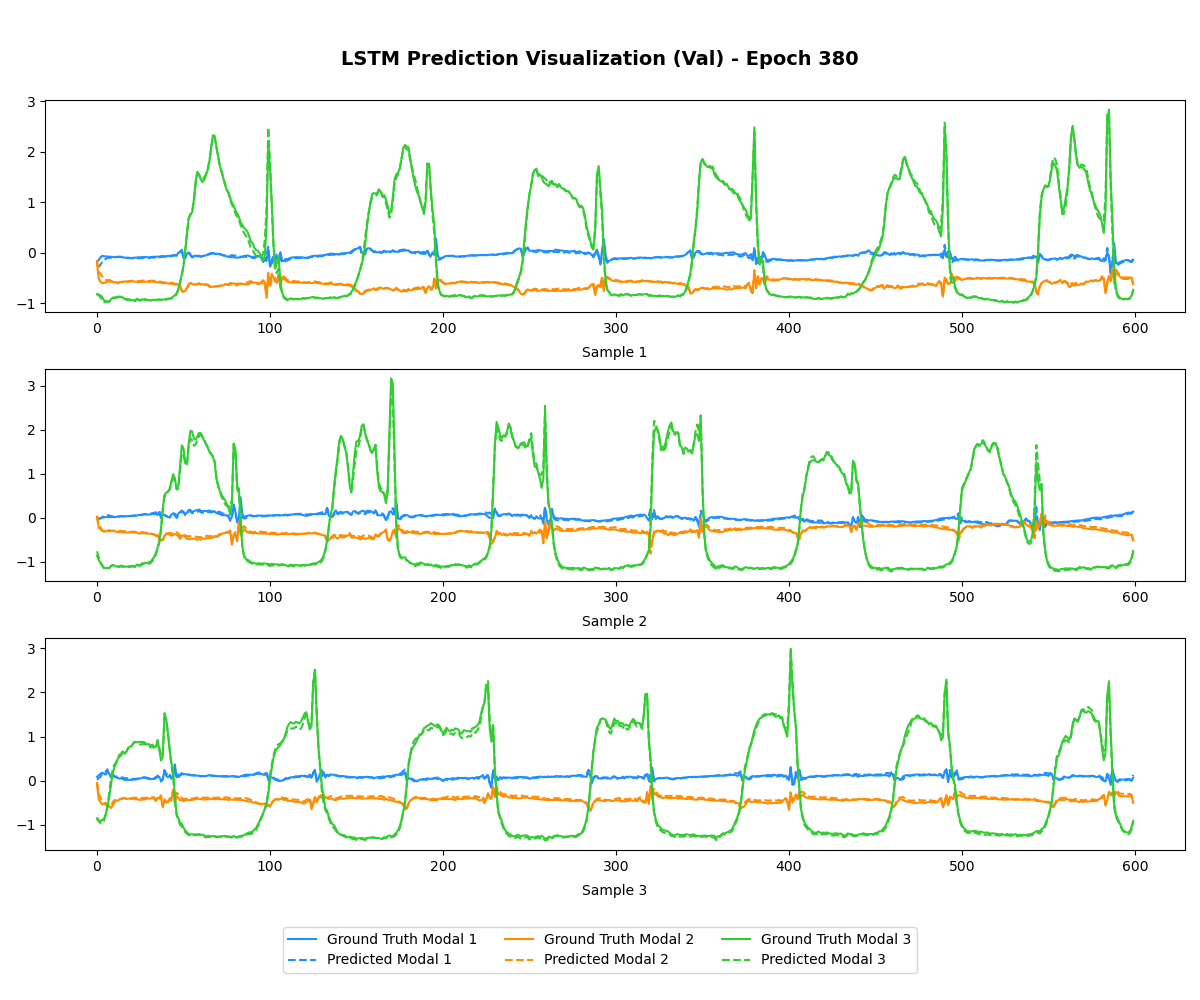 LSTM Prediction Visualization (Val) - Epoch 380
3
2
1
0
−1
0 100 200 300 400 500 600
Sample 1
3
2
1
0
−1
0 100 200 300 400 500 600
Sample 2
3
2
1
0
−1
0 100 200 300 400 500 600
Sample 3
Ground Truth Modal 1 Ground Truth Modal 2 Ground Truth Modal 3
Predicted Modal 1 Predicted Modal 2 Predicted Modal 3